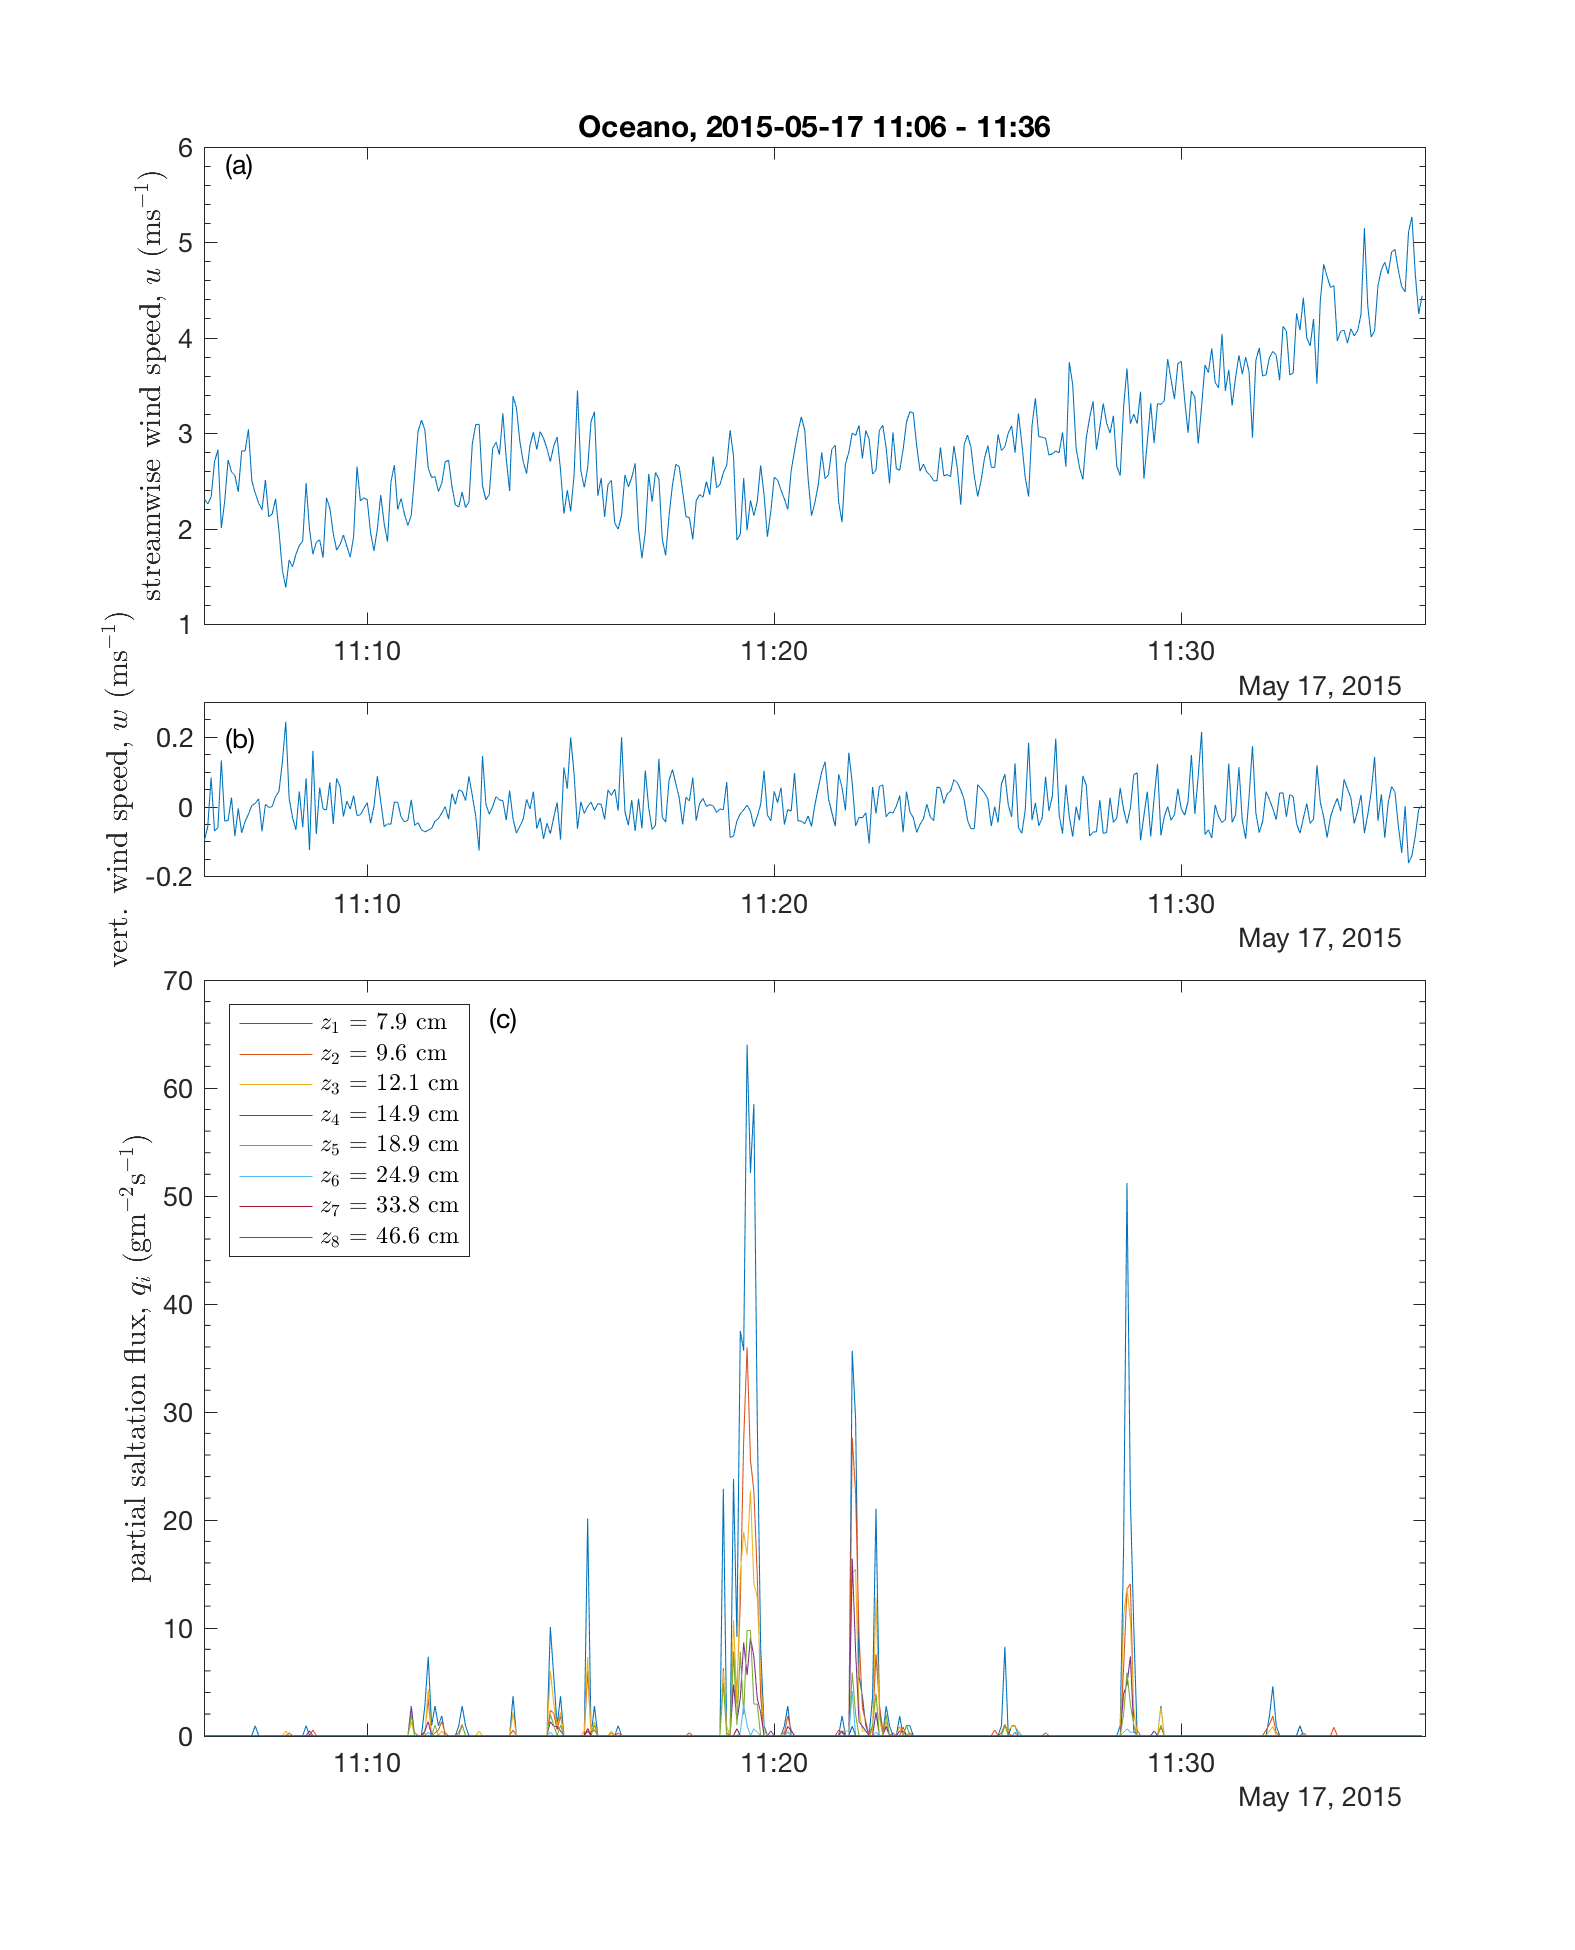 Oceano, 2015-05-17 11:06 - 11:36
(a)
streamwise wind speed, u (ms⁻¹)
6
5
4
3
2
1
11:10 11:20 11:30
May 17, 2015
(b)
vert. wind speed, w (ms⁻¹)
0.2
0
-0.2
11:10 11:20 11:30
May 17, 2015
(c)
partial saltation flux, qᵢ (gm⁻²s⁻¹)
70
60
50
40
30
20
10
0
z₁ = 7.9 cm
z₂ = 9.6 cm
z₃ = 12.1 cm
z₄ = 14.9 cm
z₅ = 18.9 cm
z₆ = 24.9 cm
z₇ = 33.8 cm
z₈ = 46.6 cm
11:10 11:20 11:30
May 17, 2015